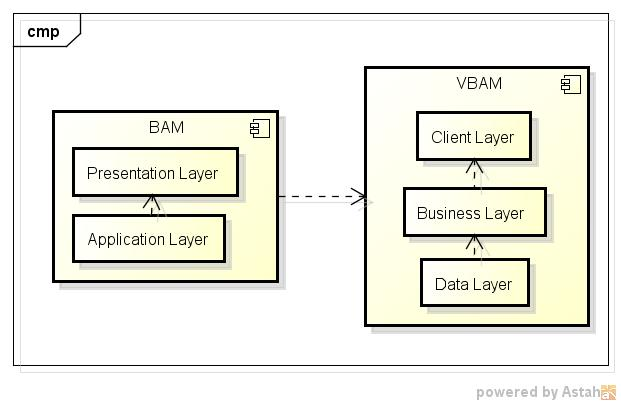 cmp
BAM
Presentation Layer
Application Layer
VBAM
Client Layer
Business Layer
Data Layer
powered by Astah